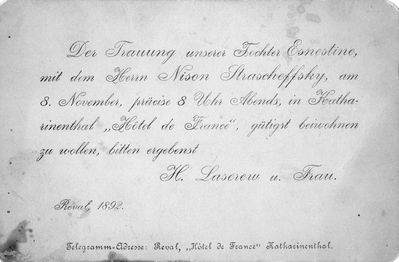 Der Trauung unserer Tochter Esnestine,
mit dem Herrn Nison Strascheffsky, am
8. November, präcise 8 Uhr Abends, in Katha-
rinenthal „Hôtel de France", gütigst beiwohnen
zu wollen, bitten ergebenst
H. Laserew u. Frau.
Reval, 1892.
Telegramm-Adresse: Reval, „Hôtel de France" Katharinenthal.